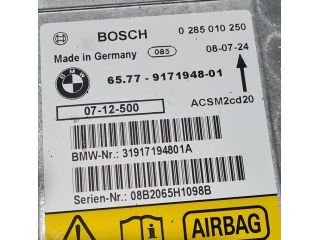 BOSCH 0 285 010 250
Made in Germany 085 08-07-24
BMW 65.77 - 9171948-01
07-12-500 ACSM2cd20
BMW-Nr.: 31917194801A
Serien-Nr.: 08B2065H1098B
AIRBAG